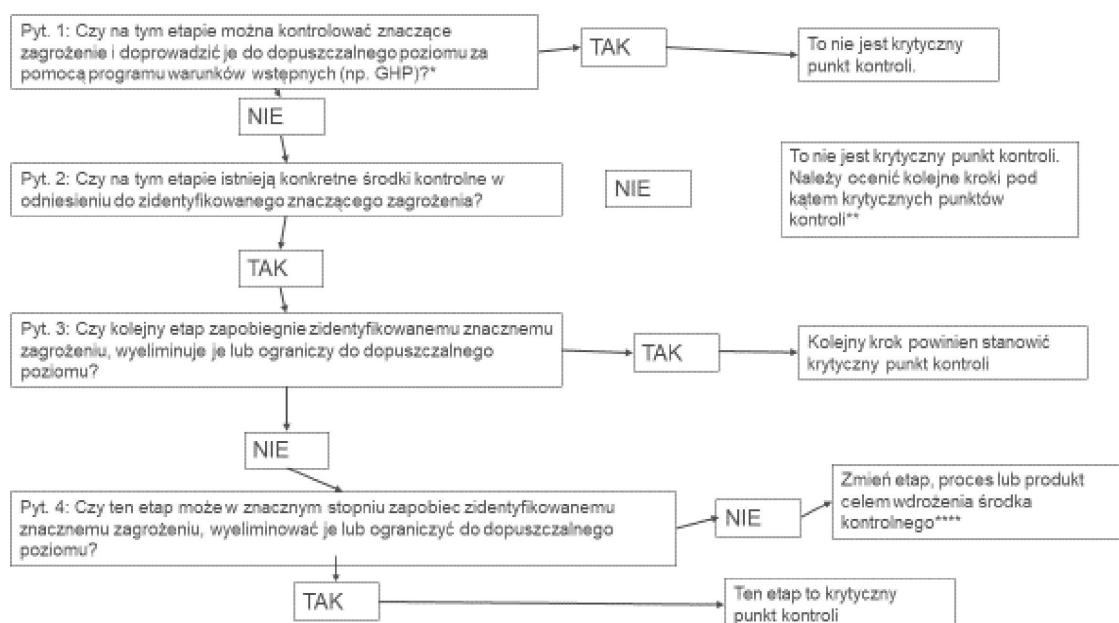 Pyt. 1: Czy na tym etapie można kontrolować znaczące
zagrożenie i doprowadzić je do dopuszczalnego poziomu za
pomocą programu warunków wstępnych (np. GHP)?*
TAK
To nie jest krytyczny
punkt kontroli.
NIE
Pyt. 2: Czy na tym etapie istnieją konkretne środki kontrolne w
odniesieniu do zidentyfikowanego znaczącego zagrożenia?
NIE
To nie jest krytyczny punkt kontroli.
Należy ocenić kolejne kroki pod
kątem krytycznych punktów
kontroli**
TAK
Pyt. 3: Czy kolejny etap zapobiegnie zidentyfikowanemu znacznemu
zagrożeniu, wyeliminuje je lub ograniczy do dopuszczalnego
poziomu?
TAK
Kolejny krok powinien stanowić
krytyczny punkt kontroli
NIE
Pyt. 4: Czy ten etap może w znacznym stopniu zapobiec zidentyfikowanemu
znacznemu zagrożeniu, wyeliminować je lub ograniczyć do dopuszczalnego
poziomu?
NIE
Zmień etap, proces lub produkt
celem wdrożenia środka
kontrolnego****
TAK
Ten etap to krytyczny
punkt kontroli